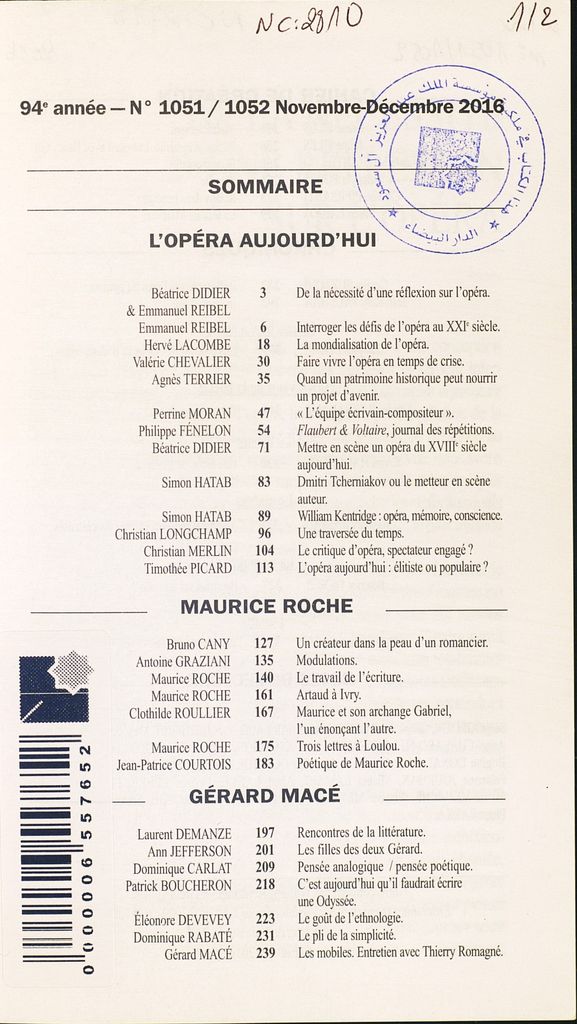 NC: 2810
1/2
94e année — N° 1051 / 1052 Novembre-Décembre 2016
هذا الكتاب في ملكية مؤسسة الملك عبد العزيز آل سعود
الدار البيضاء
SOMMAIRE
L'OPÉRA AUJOURD'HUI
Béatrice DIDIER 3 De la nécessité d'une réflexion sur l'opéra.
& Emmanuel REIBEL
Emmanuel REIBEL 6 Interroger les défis de l'opéra au XXIe siècle.
Hervé LACOMBE 18 La mondialisation de l'opéra.
Valérie CHEVALIER 30 Faire vivre l'opéra en temps de crise.
Agnès TERRIER 35 Quand un patrimoine historique peut nourrir
un projet d'avenir.
Perrine MORAN 47 « L'équipe écrivain-compositeur ».
Philippe FÉNELON 54 Flaubert & Voltaire, journal des répétitions.
Béatrice DIDIER 71 Mettre en scène un opéra du XVIIIe siècle
aujourd'hui.
Simon HATAB 83 Dmitri Tcherniakov ou le metteur en scène
auteur.
Simon HATAB 89 William Kentridge : opéra, mémoire, conscience.
Christian LONGCHAMP 96 Une traversée du temps.
Christian MERLIN 104 Le critique d'opéra, spectateur engagé ?
Timothée PICARD 113 L'opéra aujourd'hui : élitiste ou populaire ?
MAURICE ROCHE
Bruno CANY 127 Un créateur dans la peau d'un romancier.
Antoine GRAZIANI 135 Modulations.
Maurice ROCHE 140 Le travail de l'écriture.
Maurice ROCHE 161 Artaud à Ivry.
Clothilde ROULLIER 167 Maurice et son archange Gabriel,
l'un énonçant l'autre.
Maurice ROCHE 175 Trois lettres à Loulou.
Jean-Patrice COURTOIS 183 Poétique de Maurice Roche.
GÉRARD MACÉ
Laurent DEMANZE 197 Rencontres de la littérature.
Ann JEFFERSON 201 Les filles des deux Gérard.
Dominique CARLAT 209 Pensée analogique / pensée poétique.
Patrick BOUCHERON 218 C'est aujourd'hui qu'il faudrait écrire
une Odyssée.
Éléonore DEVEVEY 223 Le goût de l'ethnologie.
Dominique RABATÉ 231 Le pli de la simplicité.
Gérard MACÉ 239 Les mobiles. Entretien avec Thierry Romagné.
0000006557652